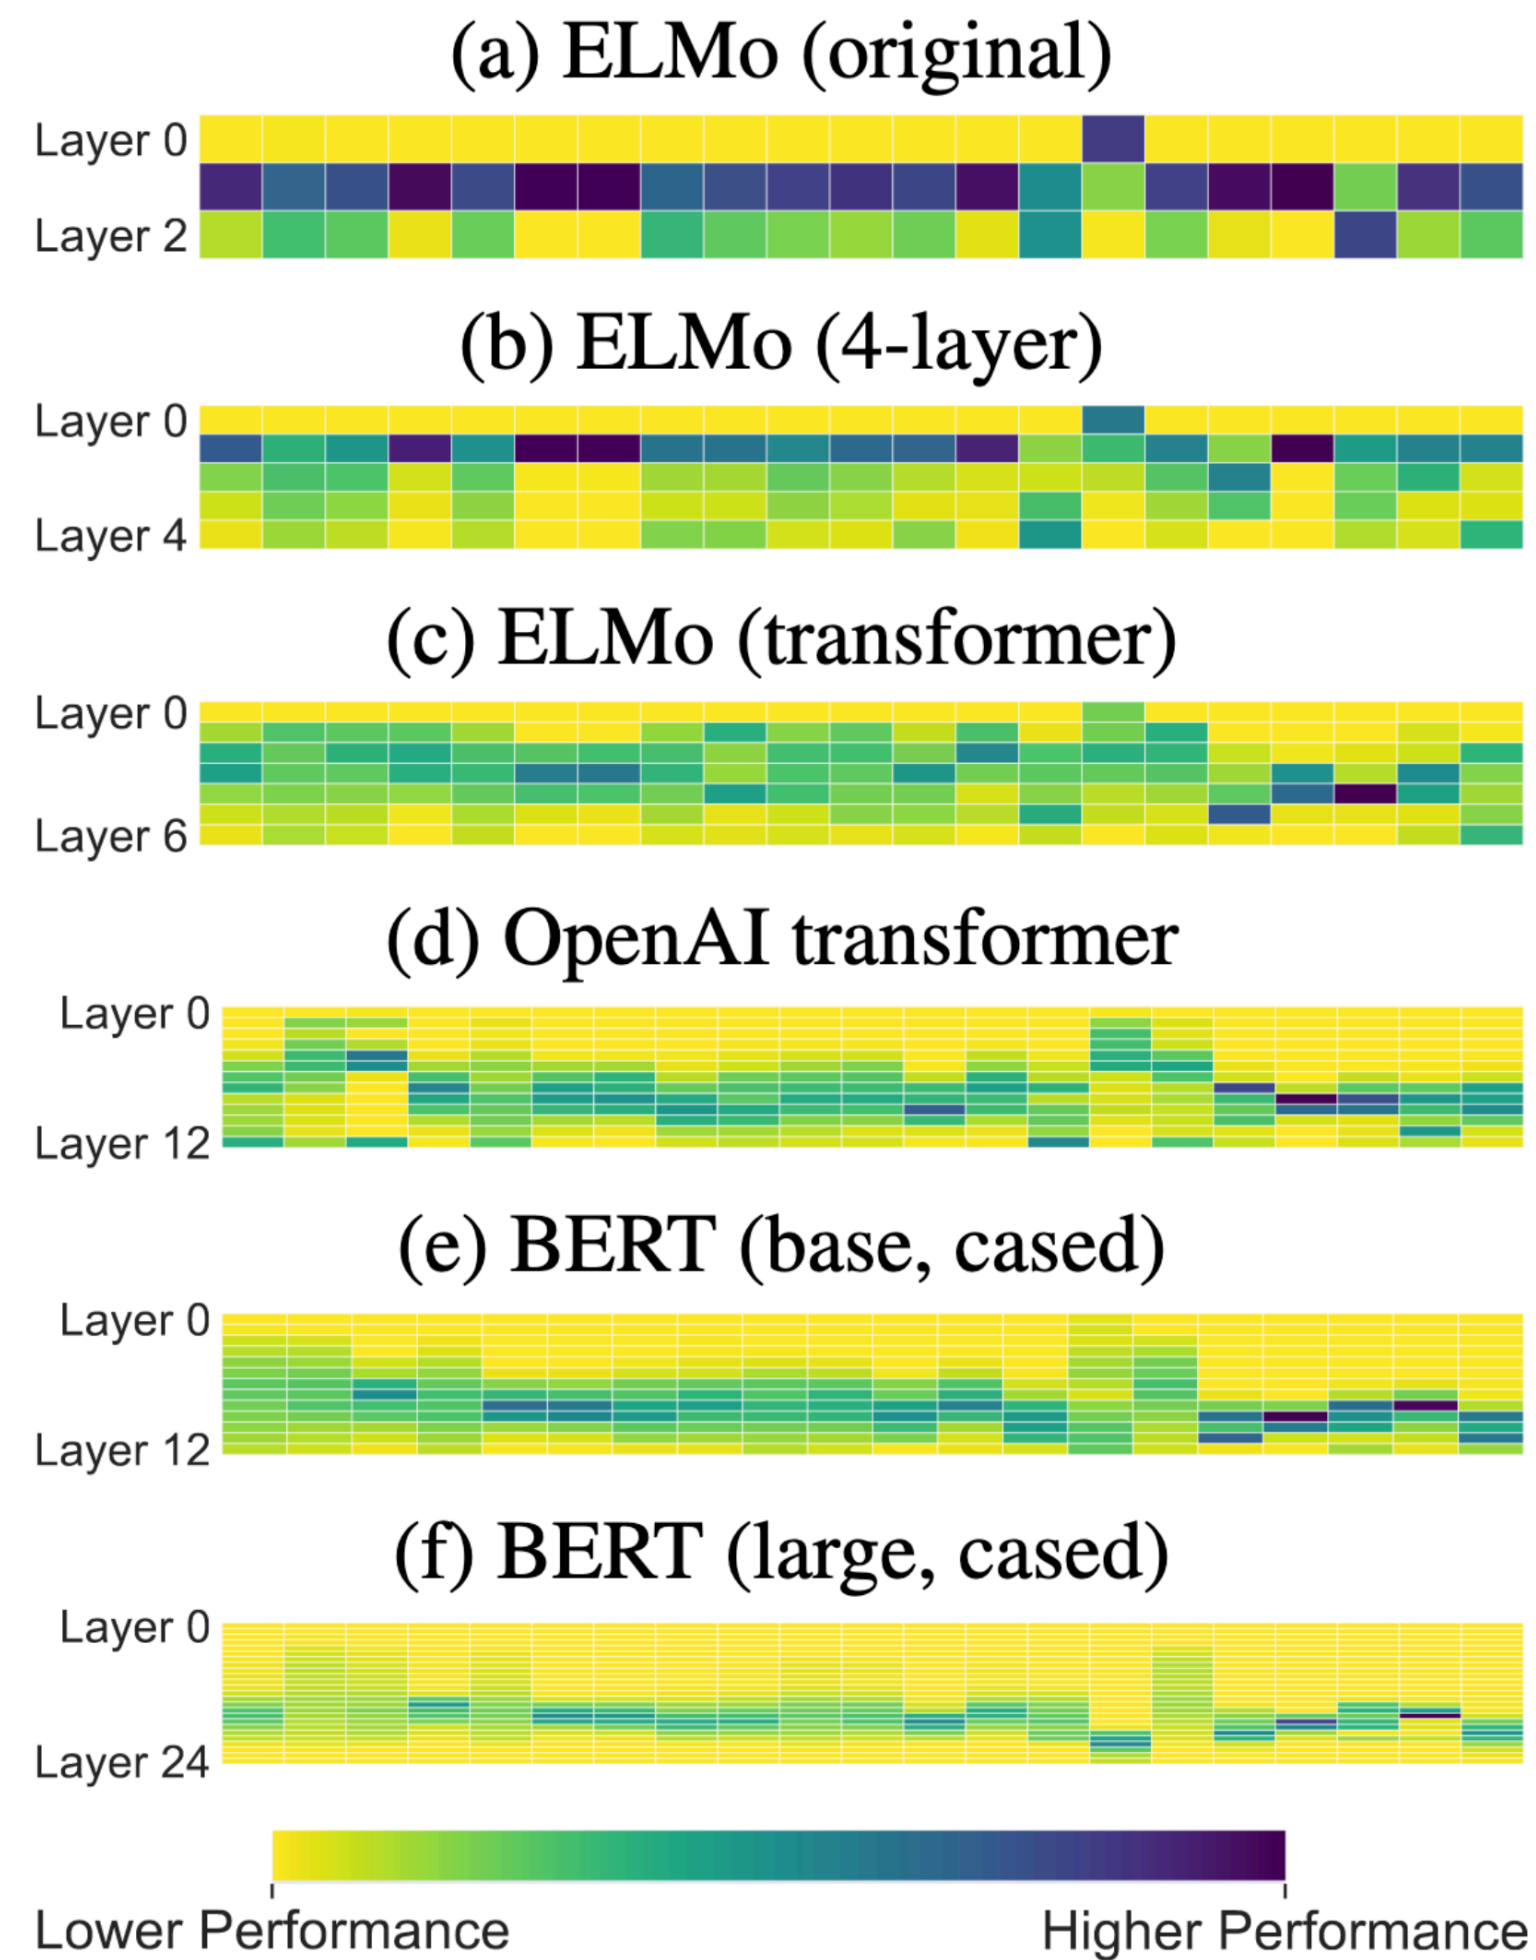 (a) ELMo (original)
Layer 0
Layer 2
(b) ELMo (4-layer)
Layer 0
Layer 4
(c) ELMo (transformer)
Layer 0
Layer 6
(d) OpenAI transformer
Layer 0
Layer 12
(e) BERT (base, cased)
Layer 0
Layer 12
(f) BERT (large, cased)
Layer 0
Layer 24
Lower Performance
Higher Performance